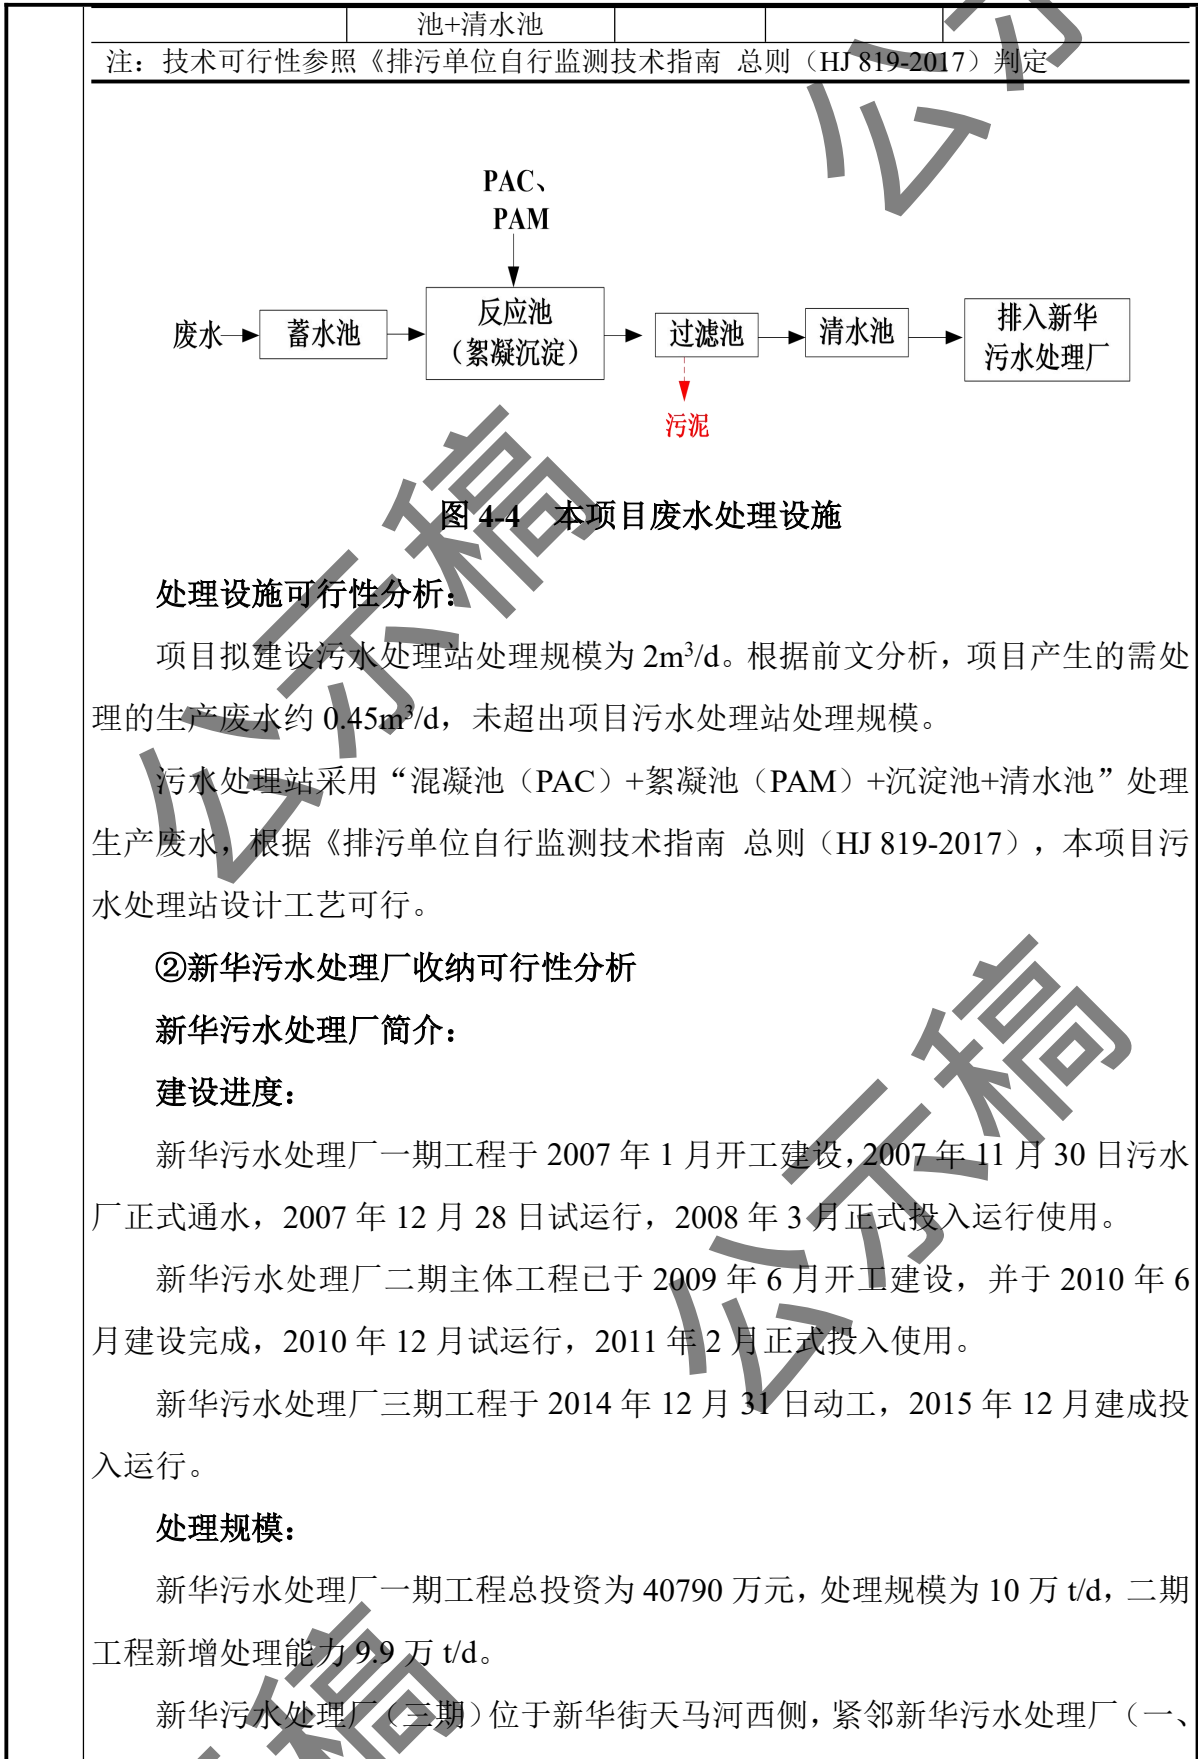 池+清水池
注：技术可行性参照《排污单位自行监测技术指南 总则（HJ 819-2017）判定
PAC、
PAM
废水
蓄水池
反应池
（絮凝沉淀）
过滤池
清水池
排入新华
污水处理厂
污泥
图 4-4 本项目废水处理设施
处理设施可行性分析：
项目拟建设污水处理站处理规模为 2m³/d。根据前文分析，项目产生的需处
理的生产废水约 0.45m³/d，未超出项目污水处理站处理规模。
污水处理站采用“混凝池（PAC）+絮凝池（PAM）+沉淀池+清水池”处理
生产废水，根据《排污单位自行监测技术指南 总则（HJ 819-2017），本项目污
水处理站设计工艺可行。
②新华污水处理厂收纳可行性分析
新华污水处理厂简介：
建设进度：
新华污水处理厂一期工程于 2007 年 1 月开工建设，2007 年 11 月 30 日污水
厂正式通水，2007 年 12 月 28 日试运行，2008 年 3 月正式投入运行使用。
新华污水处理厂二期主体工程已于 2009 年 6 月开工建设，并于 2010 年 6
月建设完成，2010 年 12 月试运行，2011 年 2 月正式投入使用。
新华污水处理厂三期工程于 2014 年 12 月 31 日动工，2015 年 12 月建成投
入运行。
处理规模：
新华污水处理厂一期工程总投资为 40790 万元，处理规模为 10 万 t/d，二期
工程新增处理能力 9.9 万 t/d。
新华污水处理厂（三期）位于新华街天马河西侧，紧邻新华污水处理厂（一、
公示
公示稿
公示稿
稿